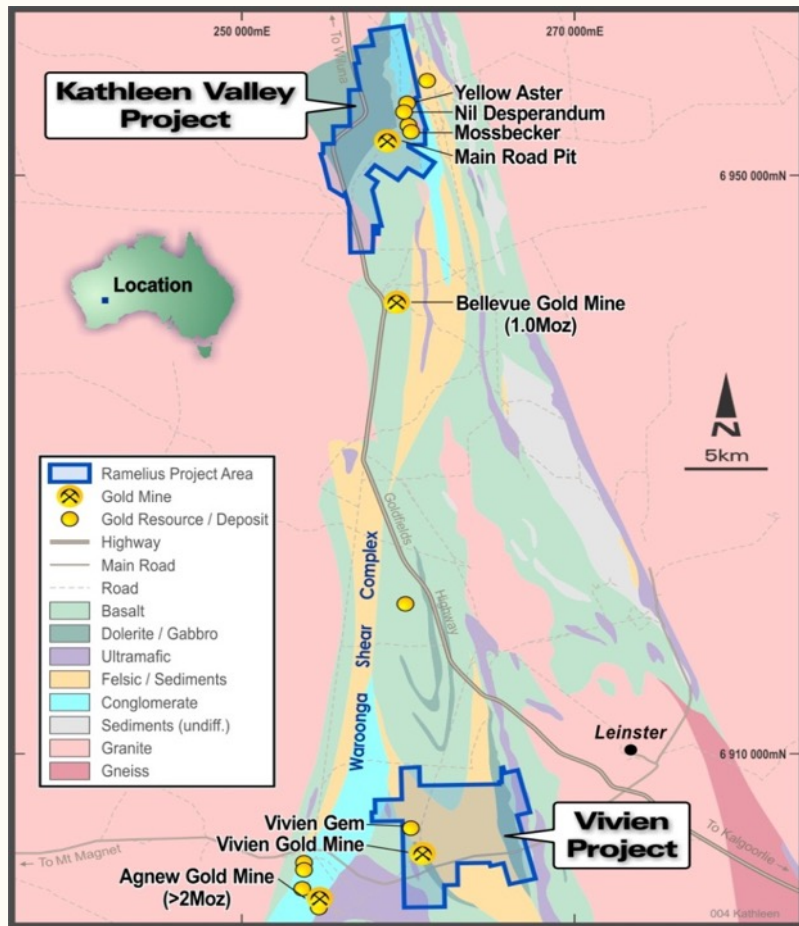 250 000mE
270 000mE
To Wiluna
Kathleen Valley
Project
Yellow Aster
Nil Desperandum
Mossbecker
Main Road Pit
6 950 000mN
Location
Bellevue Gold Mine
(1.0Moz)
N
5km
Ramelius Project Area
Gold Mine
Gold Resource / Deposit
Highway
Main Road
Road
Basalt
Dolerite / Gabbro
Ultramafic
Felsic / Sediments
Conglomerate
Sediments (undiff.)
Granite
Gneiss
Goldfields
Highway
Waroonga Shear Complex
Leinster
6 910 000mN
Vivien Gem
Vivien Gold Mine
Vivien
Project
To Mt Magnet
To Kalgoorlie
Agnew Gold Mine
(>2Moz)
004 Kathleen